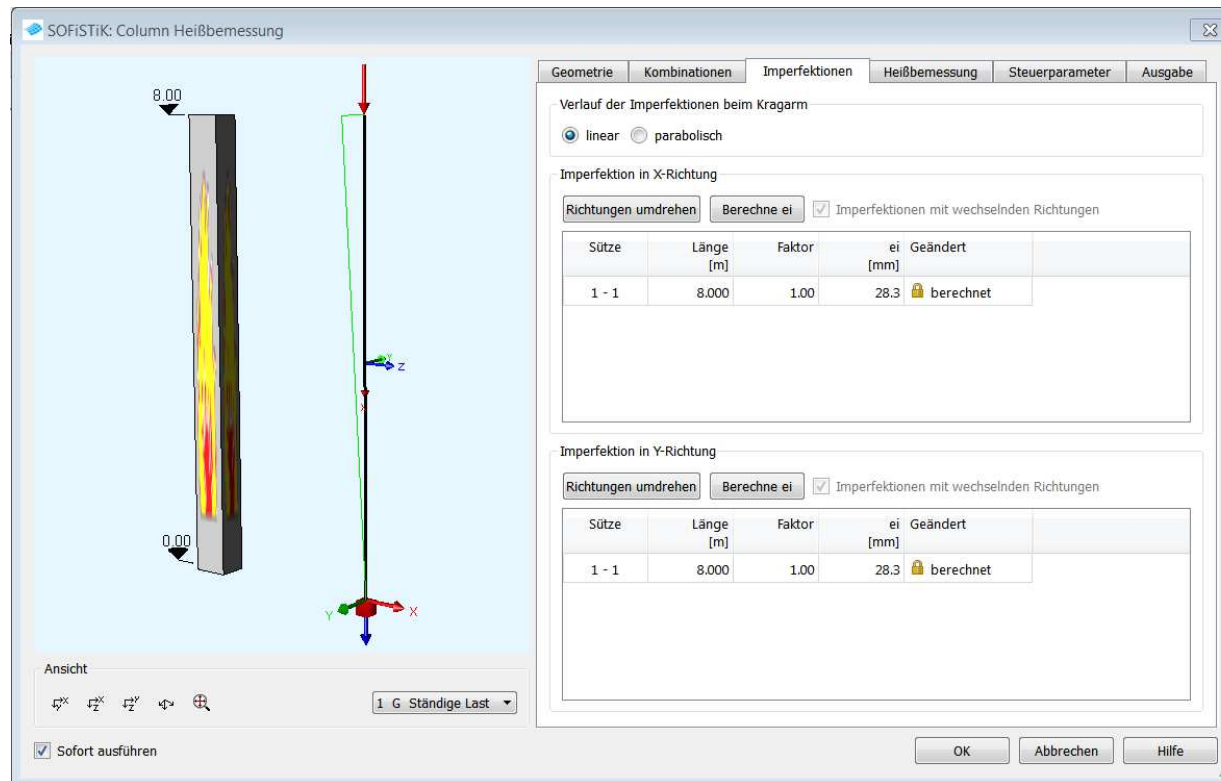 SOFiSTiK: Column Heißbemessung
8.00
0.00
Y
Z
X
Y
X
Ansicht
1 G Ständige Last
Sofort ausführen
Geometrie Kombinationen Imperfektionen Heißbemessung Steuerparameter Ausgabe
Verlauf der Imperfektionen beim Kragarm
linear parabolisch
Imperfektion in X-Richtung
Richtungen umdrehen Berechne ei Imperfektionen mit wechselnden Richtungen
Sütze Länge Faktor ei Geändert
[m] [mm]
1 - 1 8.000 1.00 28.3 berechnet
Imperfektion in Y-Richtung
Richtungen umdrehen Berechne ei Imperfektionen mit wechselnden Richtungen
Sütze Länge Faktor ei Geändert
[m] [mm]
1 - 1 8.000 1.00 28.3 berechnet
OK Abbrechen Hilfe